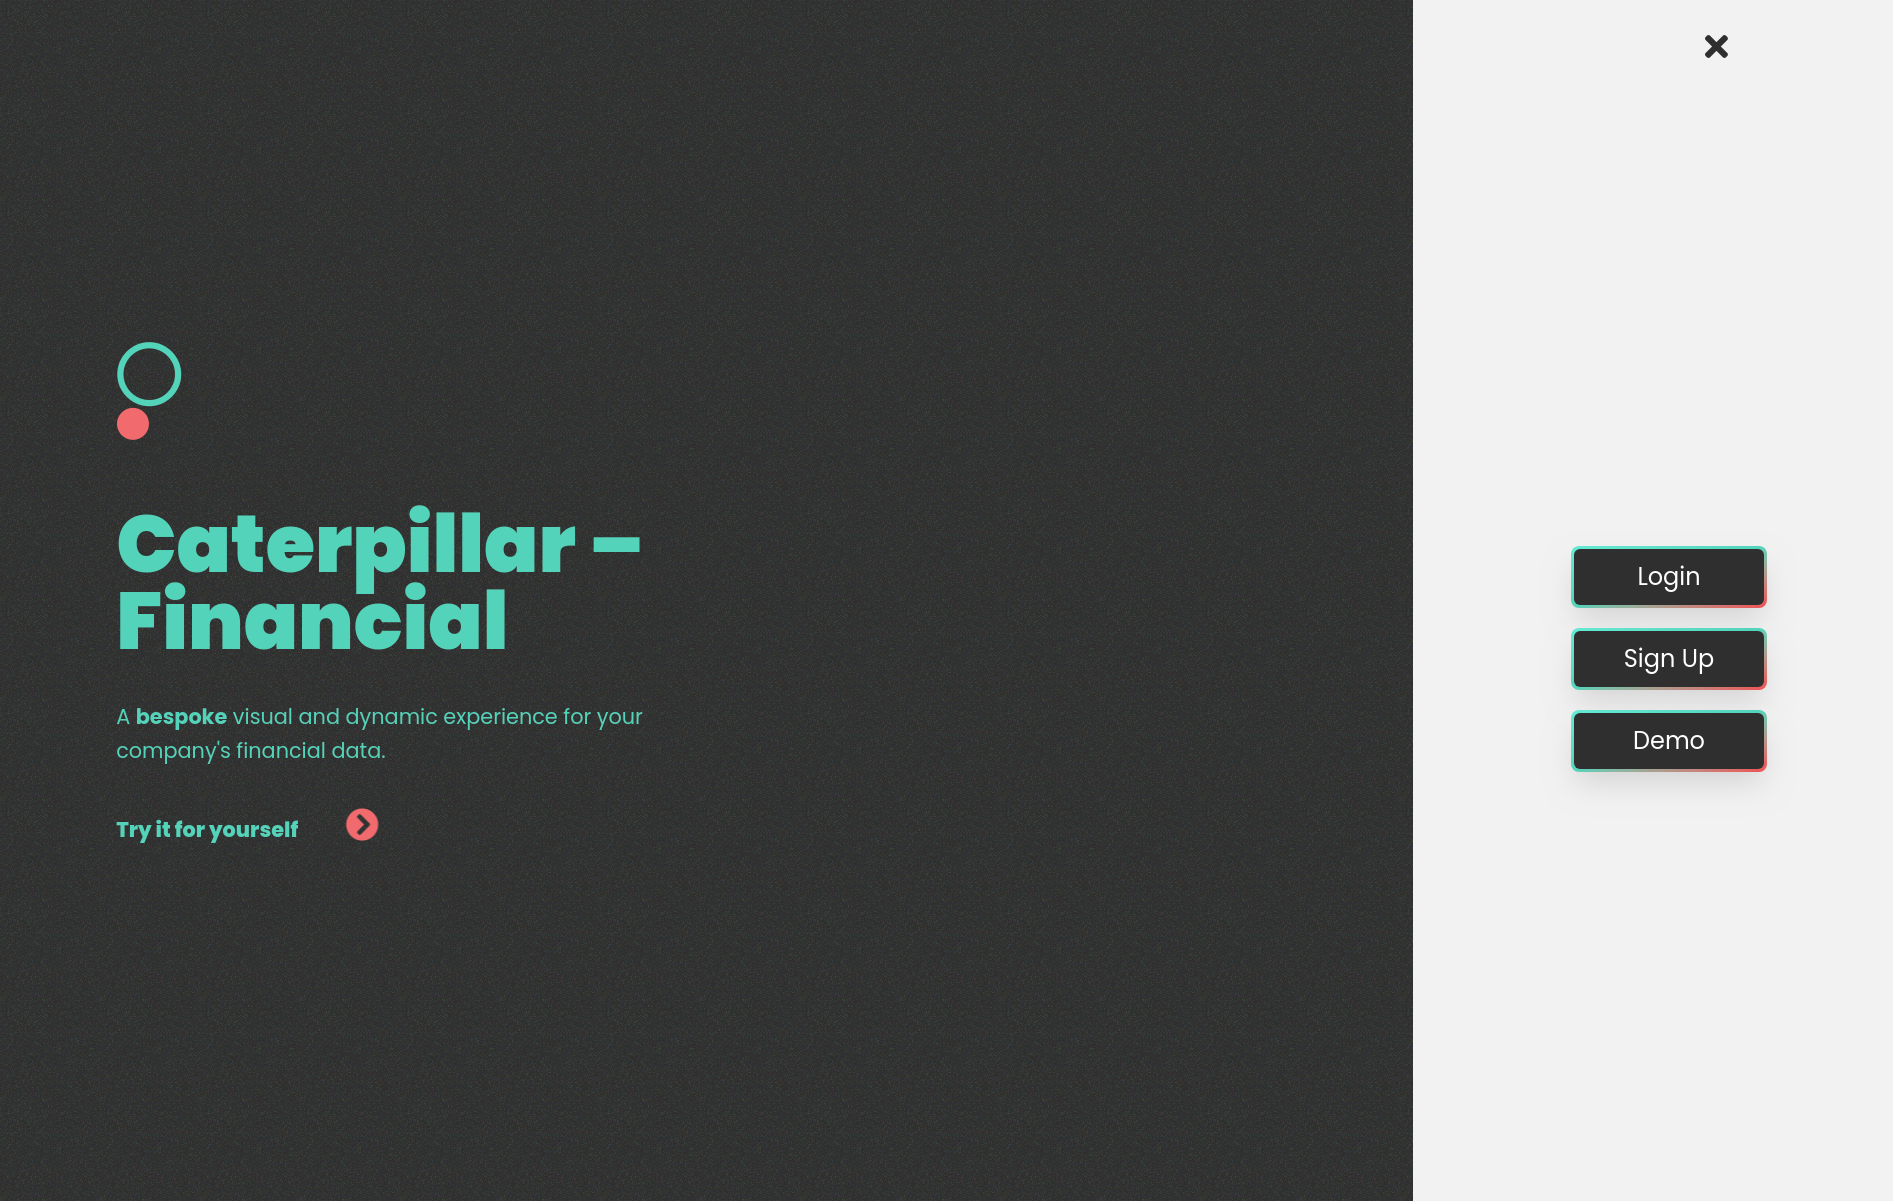 Caterpillar –
Financial
A bespoke visual and dynamic experience for your
company's financial data.
Try it for yourself
Login
Sign Up
Demo